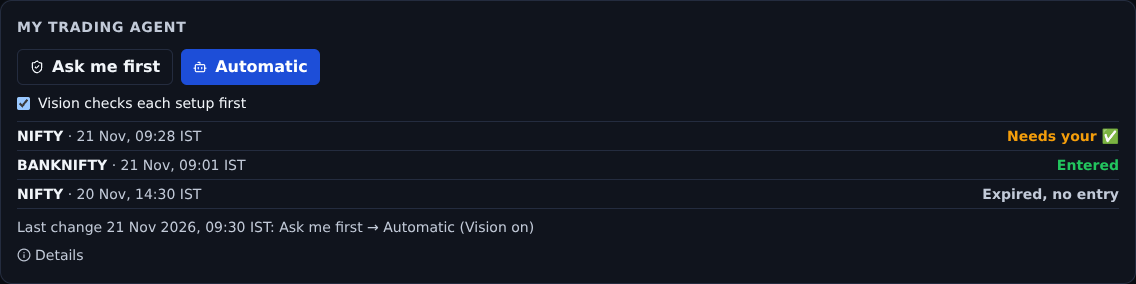 MY TRADING AGENT
Ask me first Automatic
Vision checks each setup first
NIFTY · 21 Nov, 09:28 IST Needs your ✅
BANKNIFTY · 21 Nov, 09:01 IST Entered
NIFTY · 20 Nov, 14:30 IST Expired, no entry
Last change 21 Nov 2026, 09:30 IST: Ask me first → Automatic (Vision on)
Details